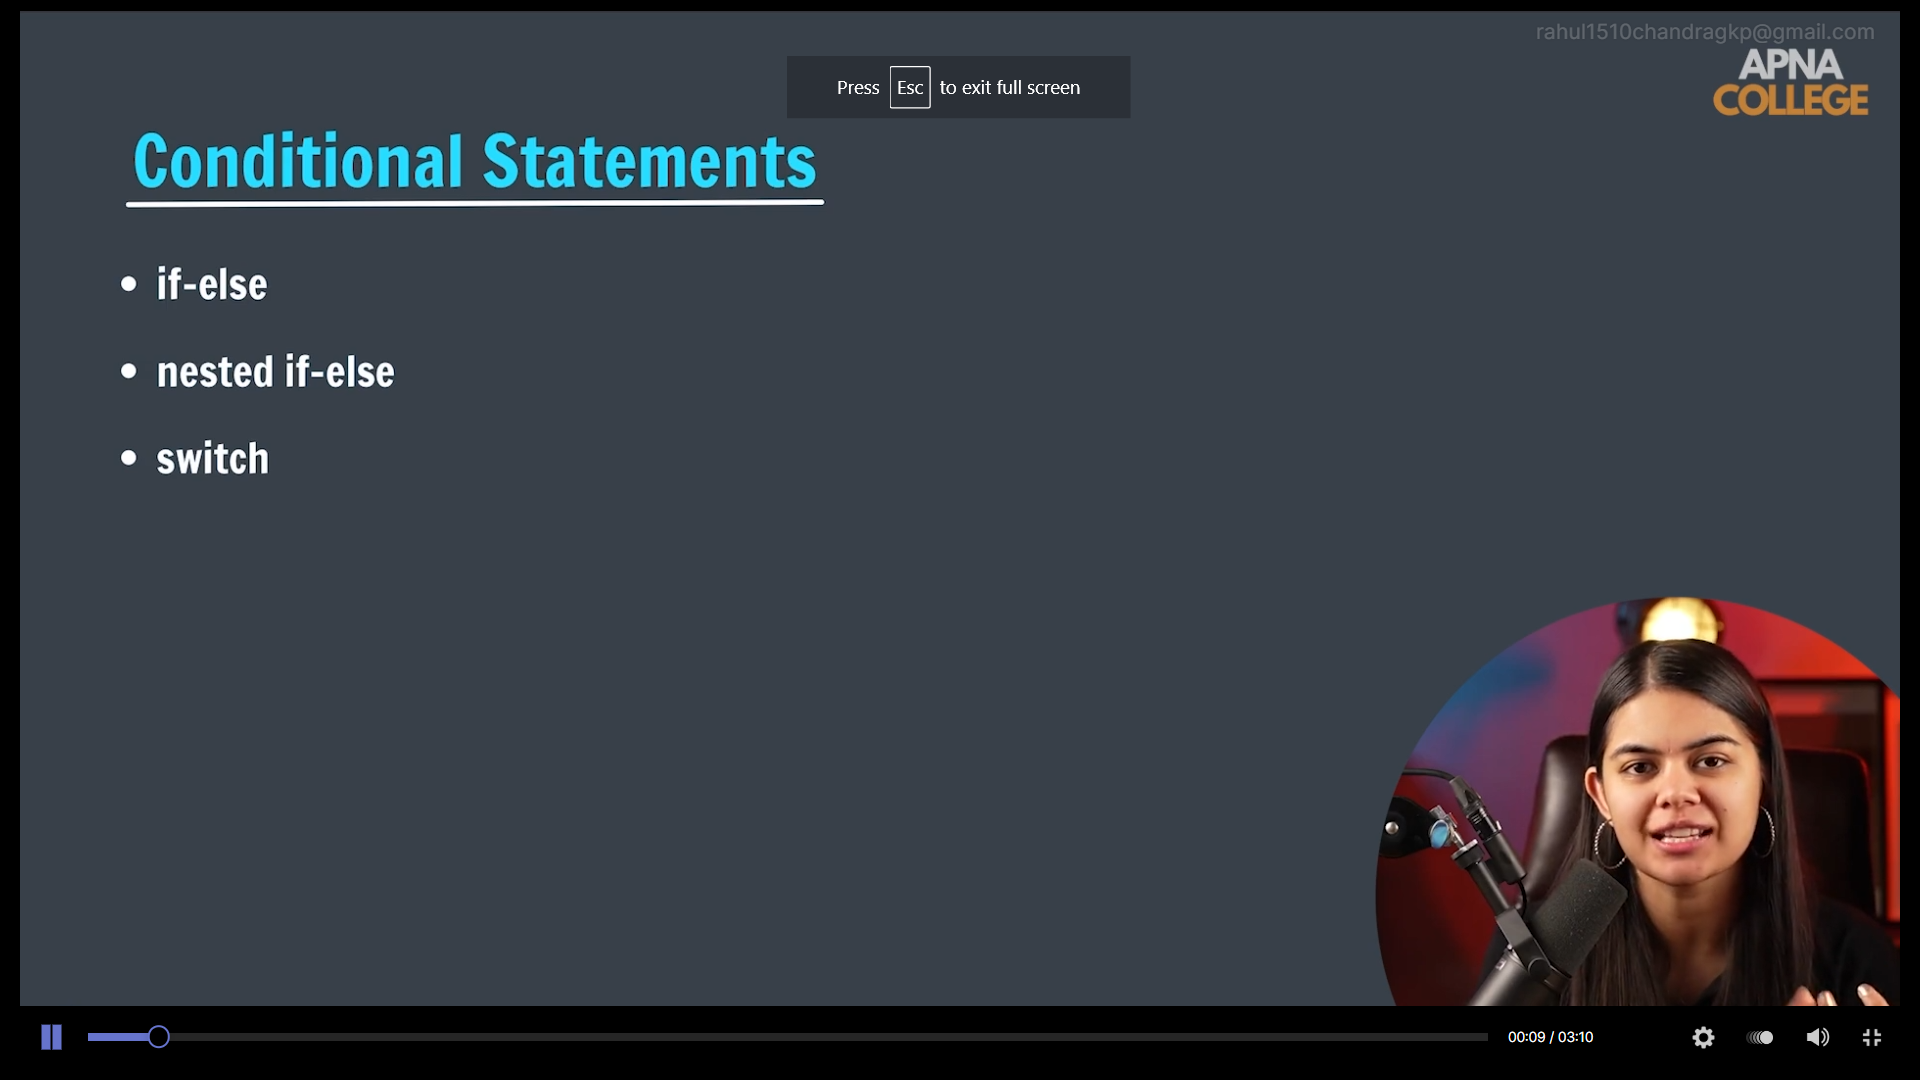 rahul1510chandragkp@gmail.com
APNA
COLLEGE
Press Esc to exit full screen
Conditional Statements
• if-else
• nested if-else
• switch
00:09 / 03:10